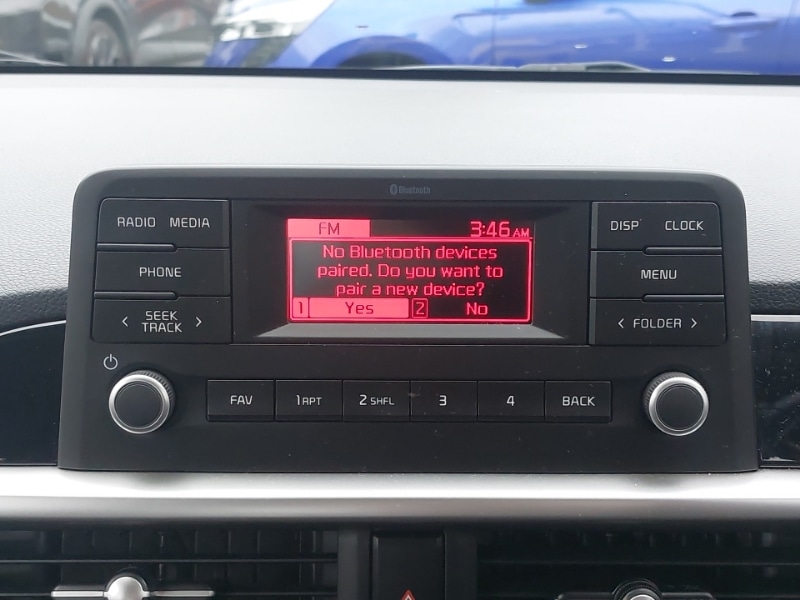 Bluetooth
RADIO MEDIA
PHONE
< SEEK TRACK >
FM 3:46 AM
No Bluetooth devices
paired. Do you want to
pair a new device?
1 Yes 2 No
DISP CLOCK
MENU
< FOLDER >
FAV 1 RPT 2 SHFL 3 4 BACK